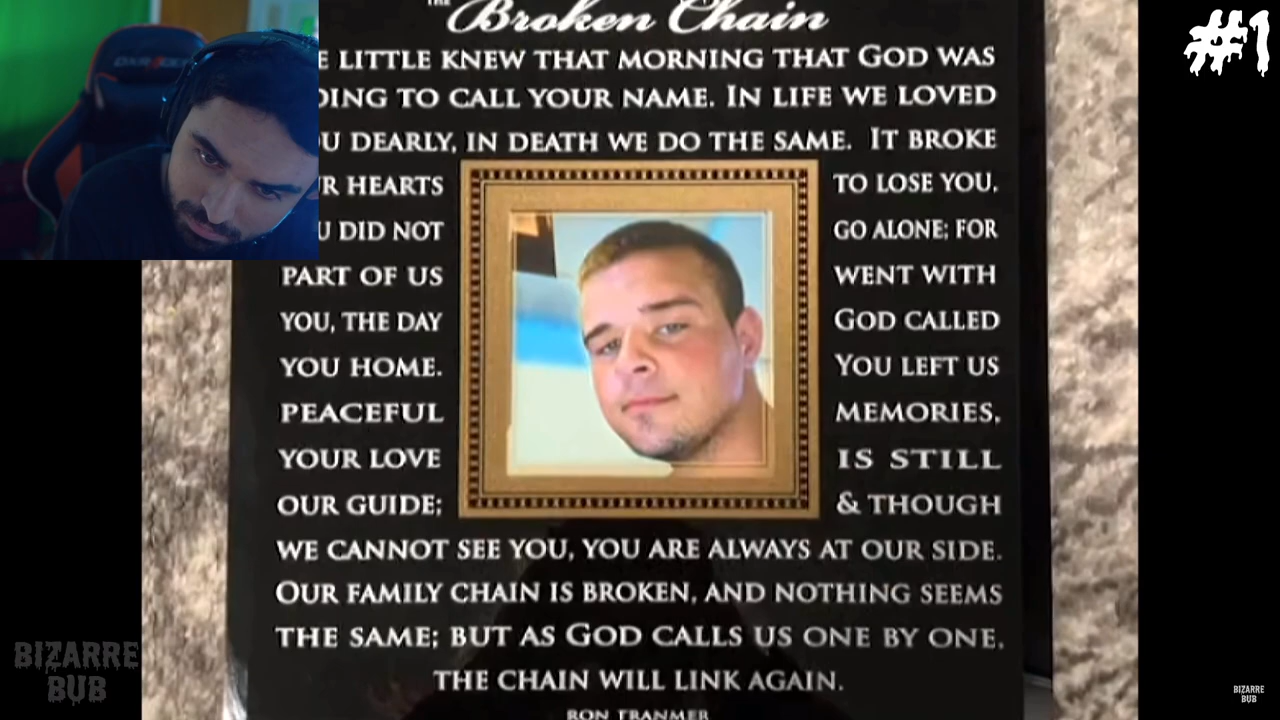 THE
Broken Chain
#1
E LITTLE KNEW THAT MORNING THAT GOD WAS
OING TO CALL YOUR NAME. IN LIFE WE LOVED
OU DEARLY, IN DEATH WE DO THE SAME. IT BROKE
UR HEARTS TO LOSE YOU.
U DID NOT GO ALONE; FOR
PART OF US WENT WITH
YOU, THE DAY GOD CALLED
YOU HOME. YOU LEFT US
PEACEFUL MEMORIES,
YOUR LOVE IS STILL
OUR GUIDE; & THOUGH
WE CANNOT SEE YOU, YOU ARE ALWAYS AT OUR SIDE.
OUR FAMILY CHAIN IS BROKEN, AND NOTHING SEEMS
THE SAME; BUT AS GOD CALLS US ONE BY ONE,
THE CHAIN WILL LINK AGAIN.
RON TRANMER
BIZARRE
BUB
BIZARRE
BUB